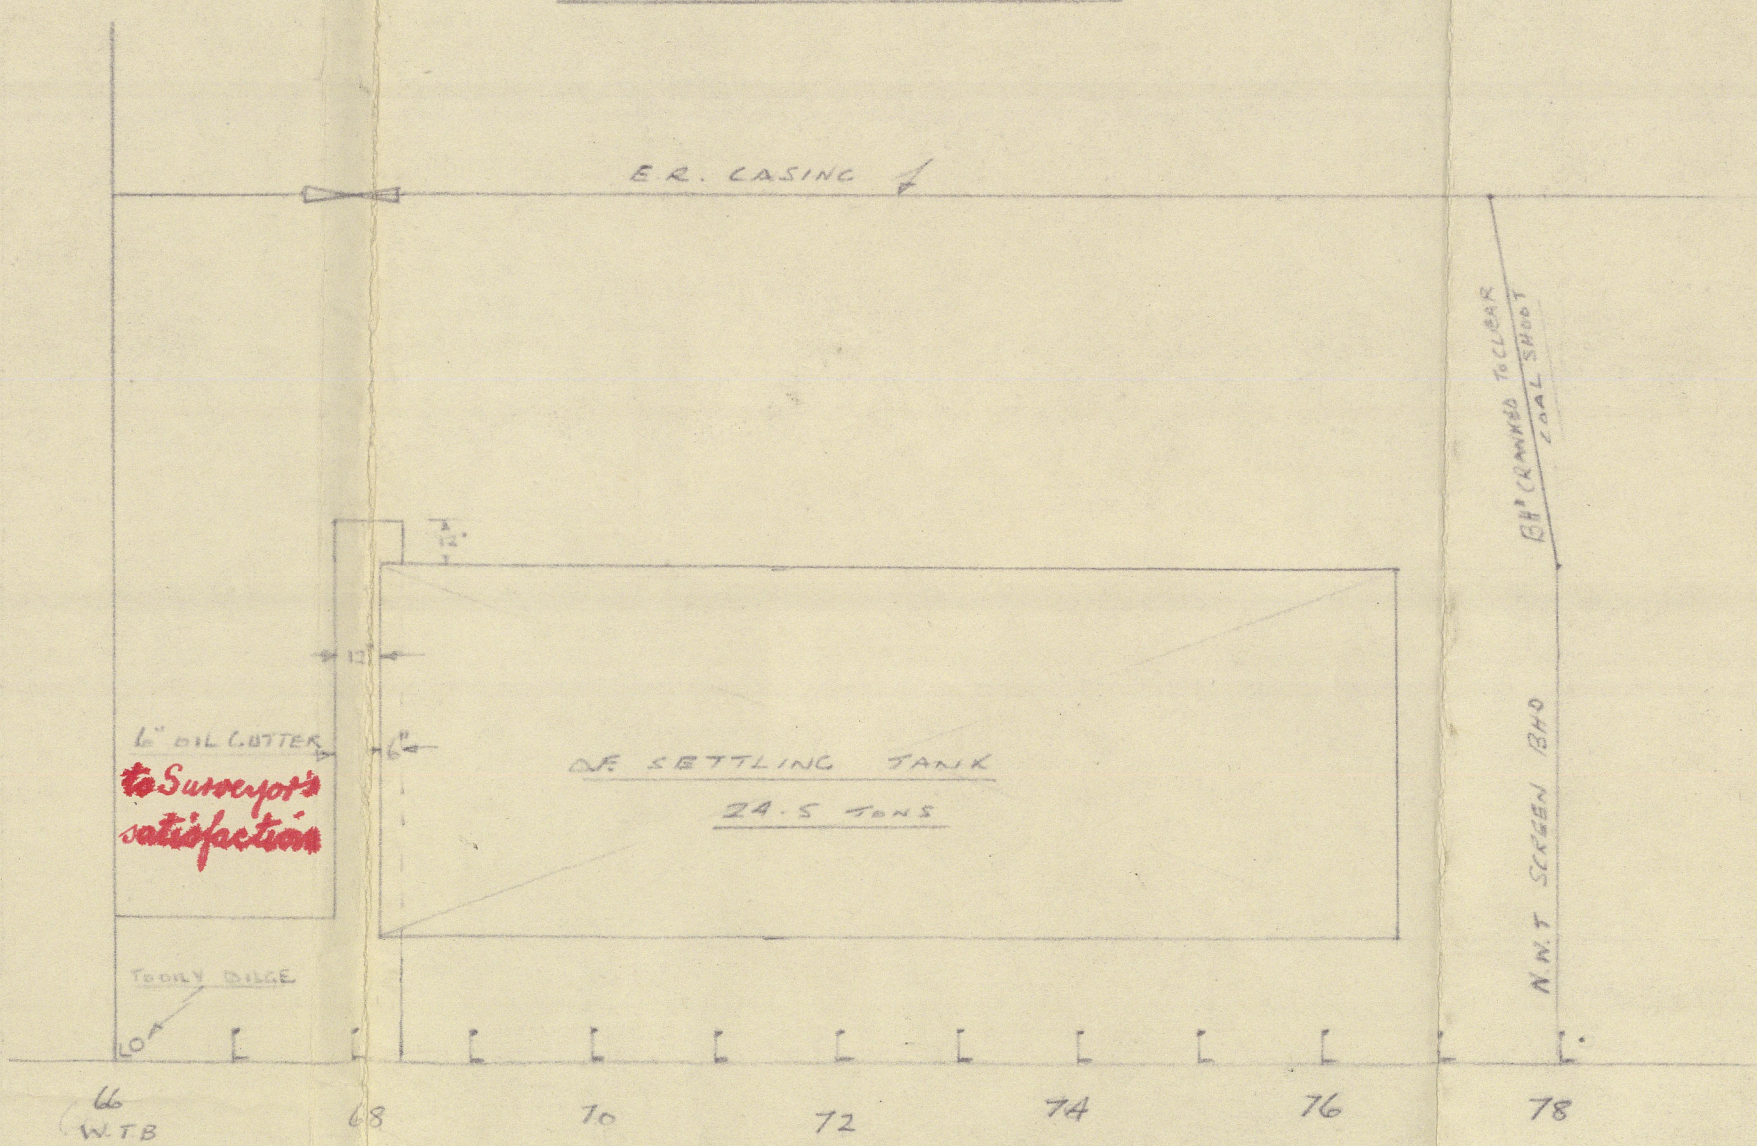 E.R. CASING
BHD CRANKED TO CLEAR
COAL SHOOT
12"
12"
6" OIL GUTTER
6"
to Surveyor's
satisfaction
O.F. SETTLING TANK
24.5 TONS
N.W.T SCREEN BHD
TO OILY BILGE
66
68
70
72
74
76
78
W.T.B